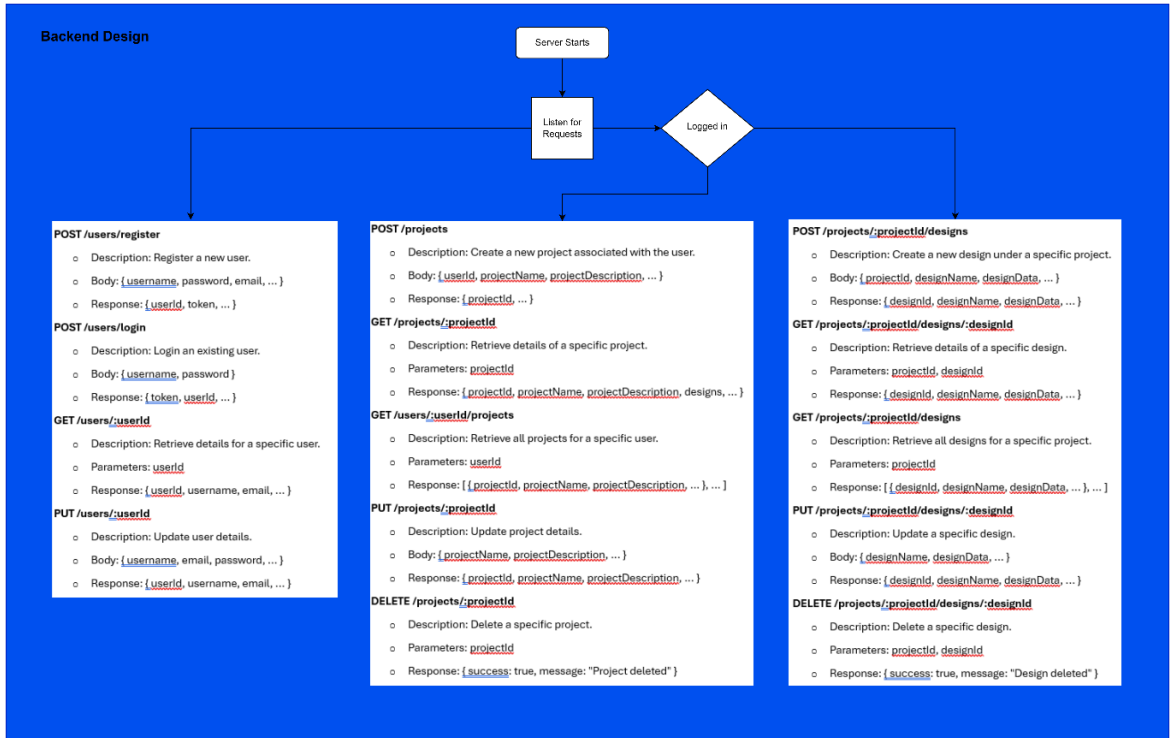 Backend Design
Server Starts
Listen for
Requests
Logged in
POST /users/register
o Description: Register a new user.
o Body: { username, password, email, ... }
o Response: { userId, token, ... }
POST /users/login
o Description: Login an existing user.
o Body: { username, password }
o Response: { token, userId, ... }
GET /users/:userId
o Description: Retrieve details for a specific user.
o Parameters: userId
o Response: { userId, username, email, ... }
PUT /users/:userId
o Description: Update user details.
o Body: { username, email, password, ... }
o Response: { userId, username, email, ... }
POST /projects
o Description: Create a new project associated with the user.
o Body: { userId, projectName, projectDescription, ... }
o Response: { projectId, ... }
GET /projects/:projectId
o Description: Retrieve details of a specific project.
o Parameters: projectId
o Response: { projectId, projectName, projectDescription, designs, ... }
GET /users/:userId/projects
o Description: Retrieve all projects for a specific user.
o Parameters: userId
o Response: [ { projectId, projectName, projectDescription, ... }, ... ]
PUT /projects/:projectId
o Description: Update project details.
o Body: { projectName, projectDescription, ... }
o Response: { projectId, projectName, projectDescription, ... }
DELETE /projects/:projectId
o Description: Delete a specific project.
o Parameters: projectId
o Response: { success: true, message: "Project deleted" }
POST /projects/:projectId/designs
o Description: Create a new design under a specific project.
o Body: { projectId, designName, designData, ... }
o Response: { designId, designName, designData, ... }
GET /projects/:projectId/designs/:designId
o Description: Retrieve details of a specific design.
o Parameters: projectId, designId
o Response: { designId, designName, designData, ... }
GET /projects/:projectId/designs
o Description: Retrieve all designs for a specific project.
o Parameters: projectId
o Response: [ { designId, designName, designData, ... }, ... ]
PUT /projects/:projectId/designs/:designId
o Description: Update a specific design.
o Body: { designName, designData, ... }
o Response: { designId, designName, designData, ... }
DELETE /projects/:projectId/designs/:designId
o Description: Delete a specific design.
o Parameters: projectId, designId
o Response: { success: true, message: "Design deleted" }